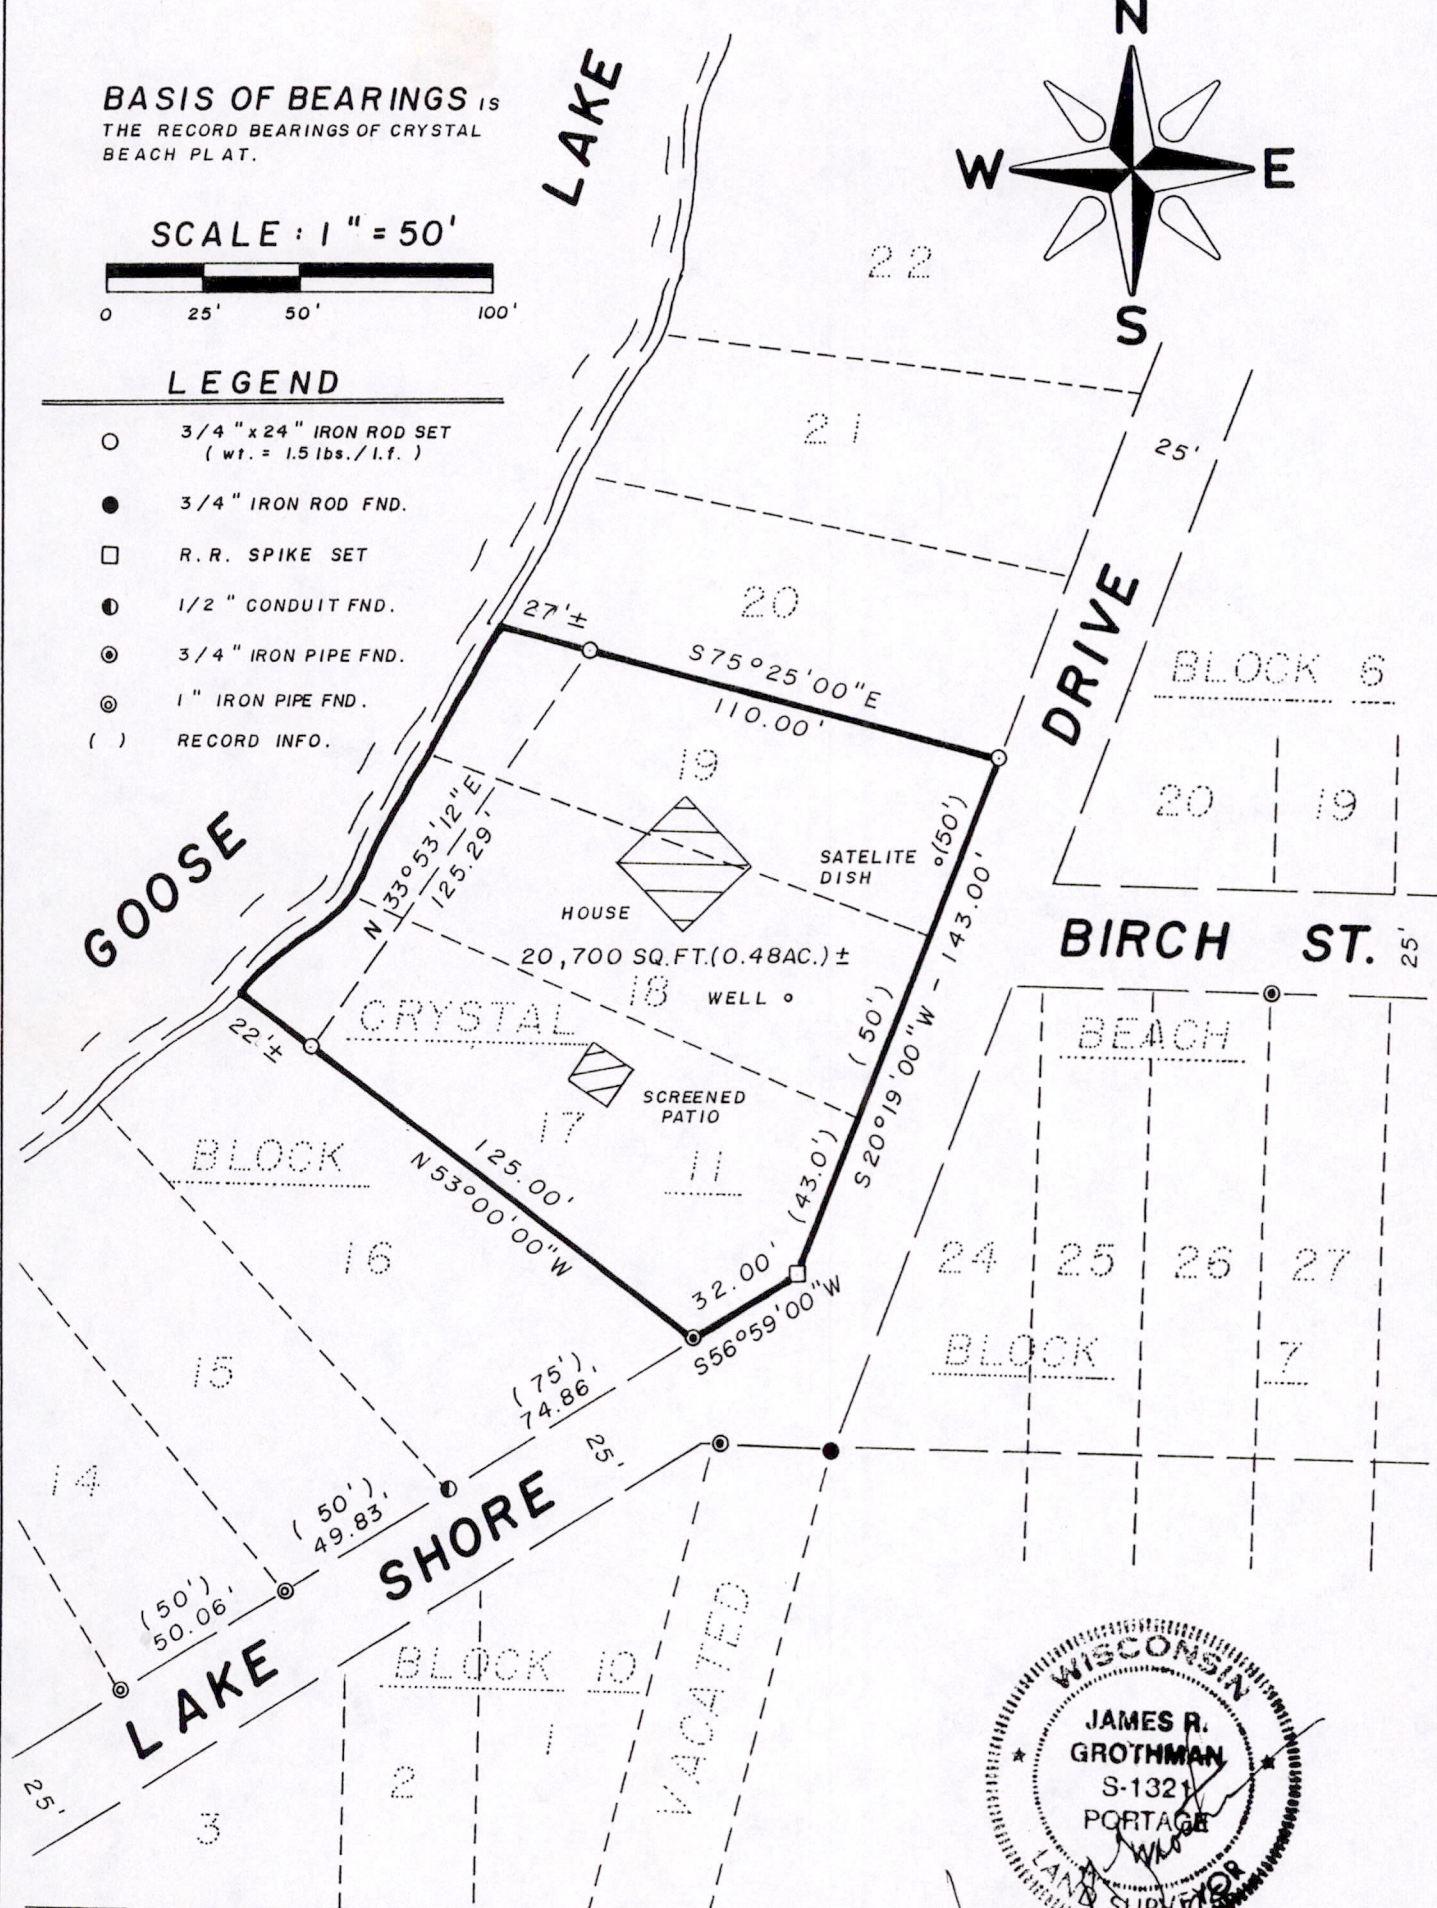 N
W
E
S
BASIS OF BEARINGS IS
THE RECORD BEARINGS OF CRYSTAL
BEACH PLAT.
SCALE : 1" = 50'
0 25' 50' 100'
LEGEND
3/4" x 24" IRON ROD SET
( wt. = 1.5 lbs./l.f. )
3/4" IRON ROD FND.
R.R. SPIKE SET
1/2" CONDUIT FND.
3/4" IRON PIPE FND.
1" IRON PIPE FND.
( ) RECORD INFO.
GOOSE
LAKE
22
21
20
25'
DRIVE
27'±
S75°25'00"E
110.00'
19
N 33°53'12"E
125.29'
SATELITE
DISH
(50')
HOUSE
20,700 SQ.FT.(0.48AC.)±
18
WELL
CRYSTAL
(50')
S20°19'00"W - 143.00'
22'±
SCREENED
PATIO
17
11
(43.0')
125.00'
N53°00'00"W
32.00'
S56°59'00"W
BLOCK
16
15
14
(75')
74.86'
(50')
49.83'
(50')
50.06'
25'
LAKE
SHORE
25'
BLOCK 6
20
19
BIRCH ST.
25'
BEACH
24
25
26
27
BLOCK 7
BLOCK 10
1
2
3
VACATED
WISCONSIN
JAMES R.
GROTHMAN
S-1321
PORTAGE
LAND SURVEYOR